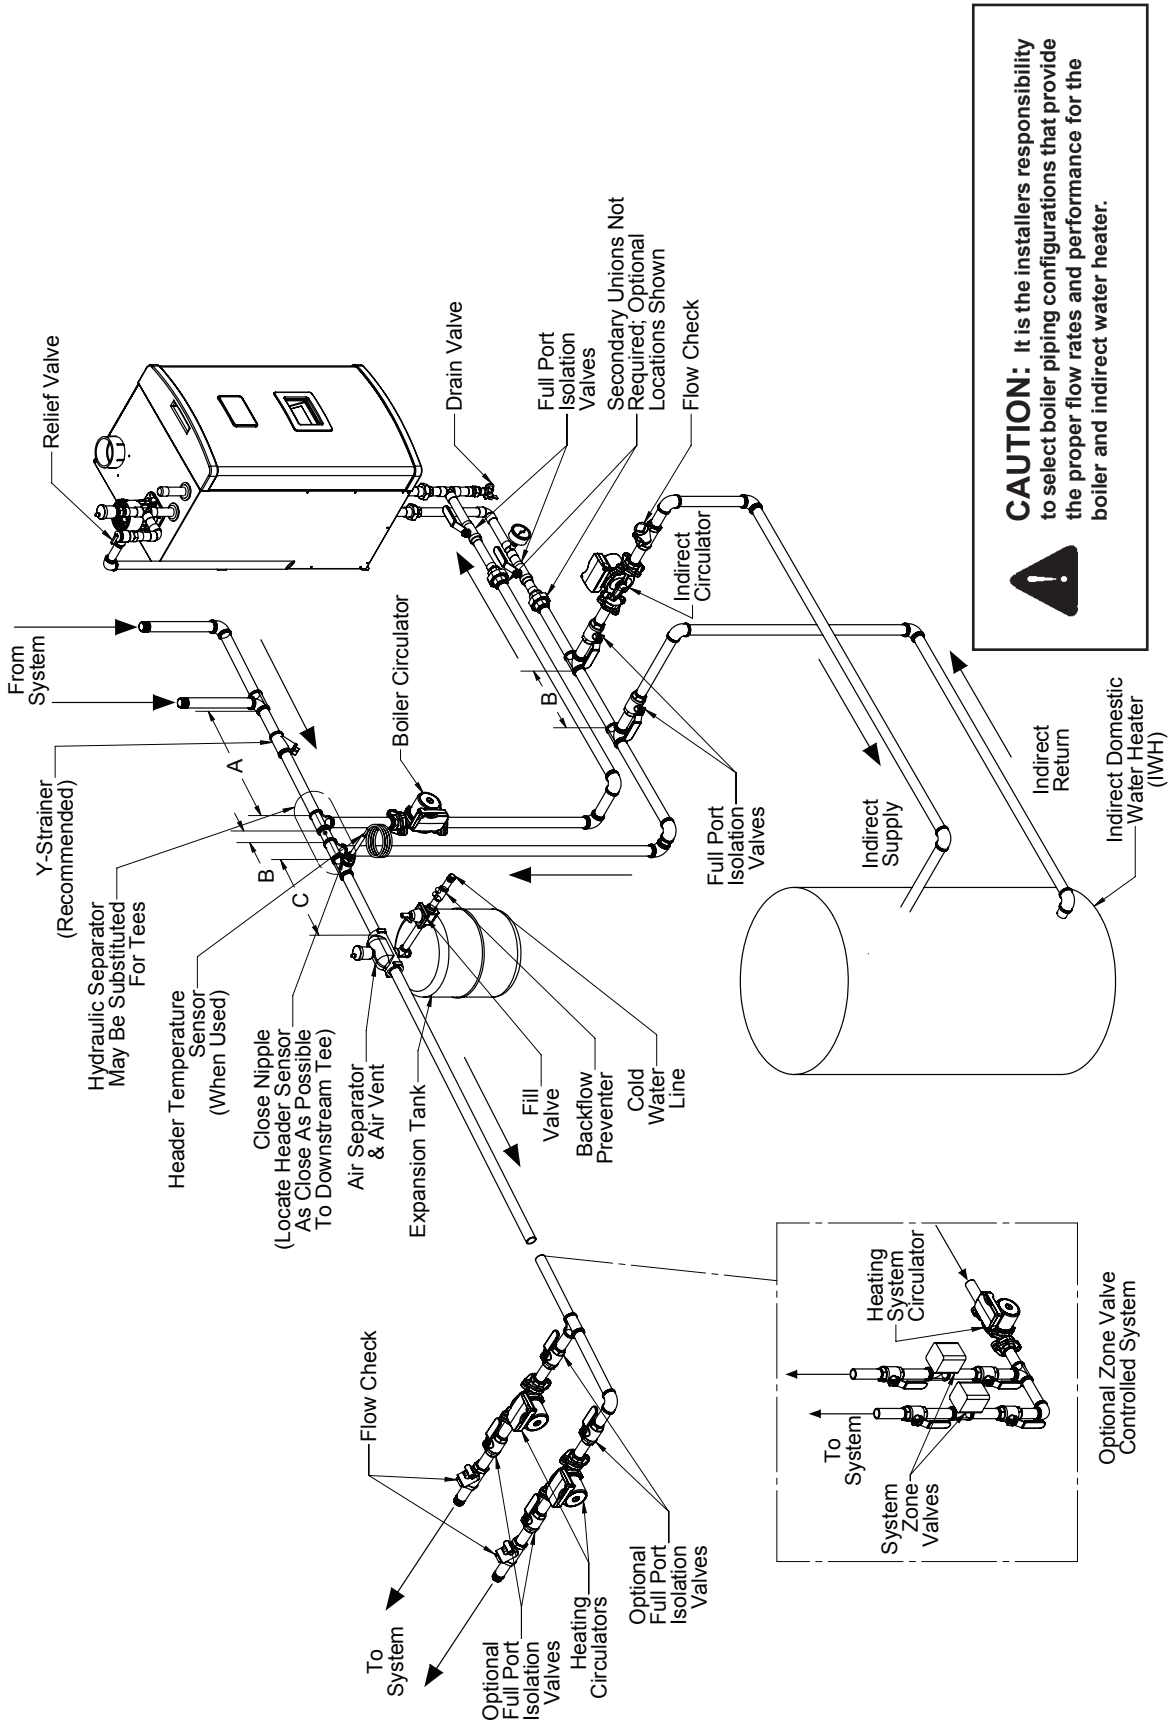 From
System
Y-Strainer
(Recommended)
Hydraulic Separator
May Be Substituted
For Tees
Header Temperature
Sensor
(When Used)
Close Nipple
(Locate Header Sensor
As Close As Possible
To Downstream Tee)
Air Separator
& Air Vent
Expansion Tank
Flow Check
To
System
Relief Valve
A
B
C
Boiler Circulator
Drain Valve
Full Port
Isolation
Valves
Secondary Unions Not
Required; Optional
Locations Shown
Flow Check
B
Indirect
Circulator
Full Port
Isolation
Valves
Fill
Valve
Backflow
Preventer
Cold
Water
Line
Optional
Full Port
Isolation
Valves
Heating
Circulators
Optional
Full Port
Isolation
Valves
Indirect
Supply
Indirect
Return
Indirect Domestic
Water Heater
(IWH)
Heating
System
Circulator
To
System
System
Zone
Valves
Optional Zone Valve
Controlled System
CAUTION: It is the installers responsibility
to select boiler piping configurations that provide
the proper flow rates and performance for the
boiler and indirect water heater.